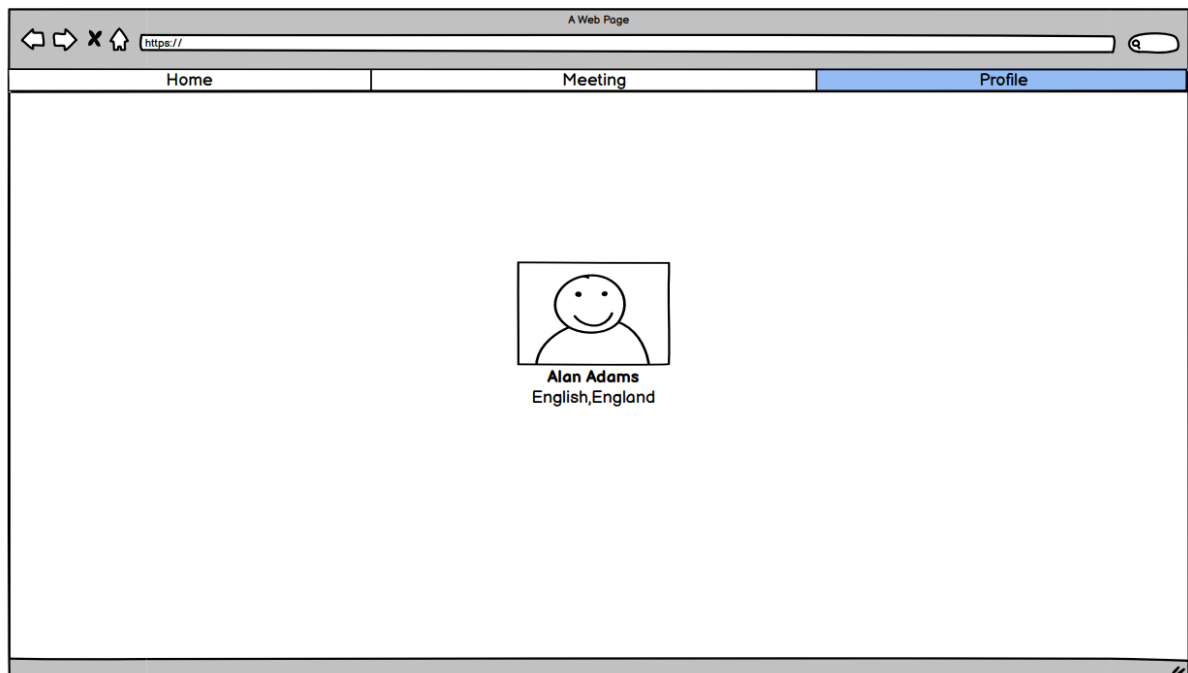 A Web Page
https://
Home Meeting Profile
Alan Adams
English,England